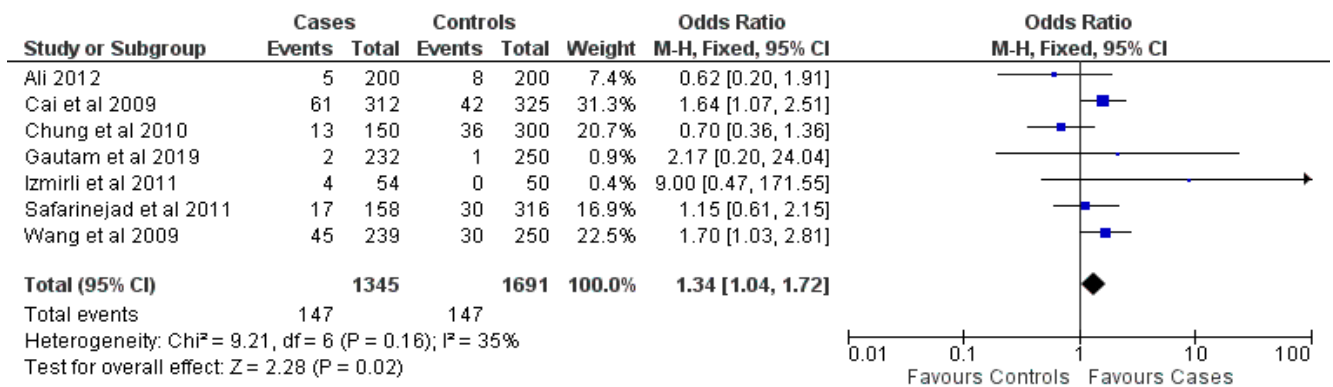 Cases Controls Odds Ratio Odds Ratio
Study or Subgroup Events Total Events Total Weight M-H, Fixed, 95% CI M-H, Fixed, 95% CI
Ali 2012 5 200 8 200 7.4% 0.62 [0.20, 1.91]
Cai et al 2009 61 312 42 325 31.3% 1.64 [1.07, 2.51]
Chung et al 2010 13 150 36 300 20.7% 0.70 [0.36, 1.36]
Gautam et al 2019 2 232 1 250 0.9% 2.17 [0.20, 24.04]
Izmirli et al 2011 4 54 0 50 0.4% 9.00 [0.47, 171.55]
Safarinejad et al 2011 17 158 30 316 16.9% 1.15 [0.61, 2.15]
Wang et al 2009 45 239 30 250 22.5% 1.70 [1.03, 2.81]
Total (95% CI) 1345 1691 100.0% 1.34 [1.04, 1.72]
Total events 147 147
Heterogeneity: Chi² = 9.21, df = 6 (P = 0.16); I² = 35%
Test for overall effect: Z = 2.28 (P = 0.02)
0.01 0.1 1 10 100
Favours Controls Favours Cases